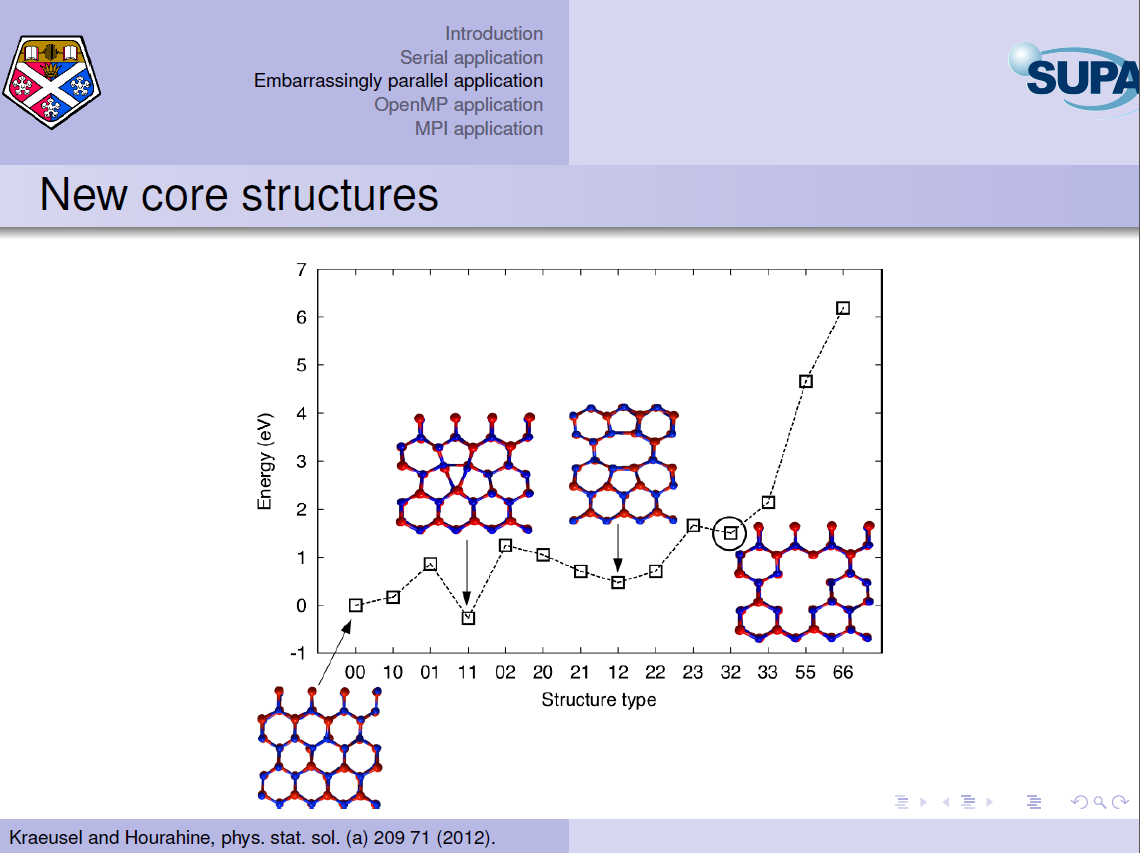 Introduction
Serial application
Embarrassingly parallel application
OpenMP application
MPI application
SUPA
New core structures
7
6
5
4
3
2
1
0
-1
Energy (eV)
00 10 01 11 02 20 21 12 22 23 32 33 55 66
Structure type
Kraeusel and Hourahine, phys. stat. sol. (a) 209 71 (2012).